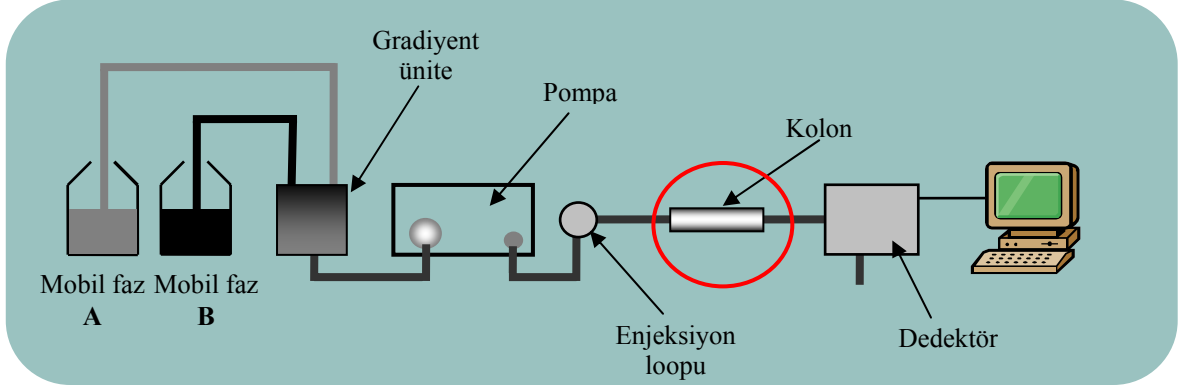 Gradiyent
ünite
Pompa
Kolon
Mobil faz
A
Mobil faz
B
Enjeksiyon
loopu
Dedektör